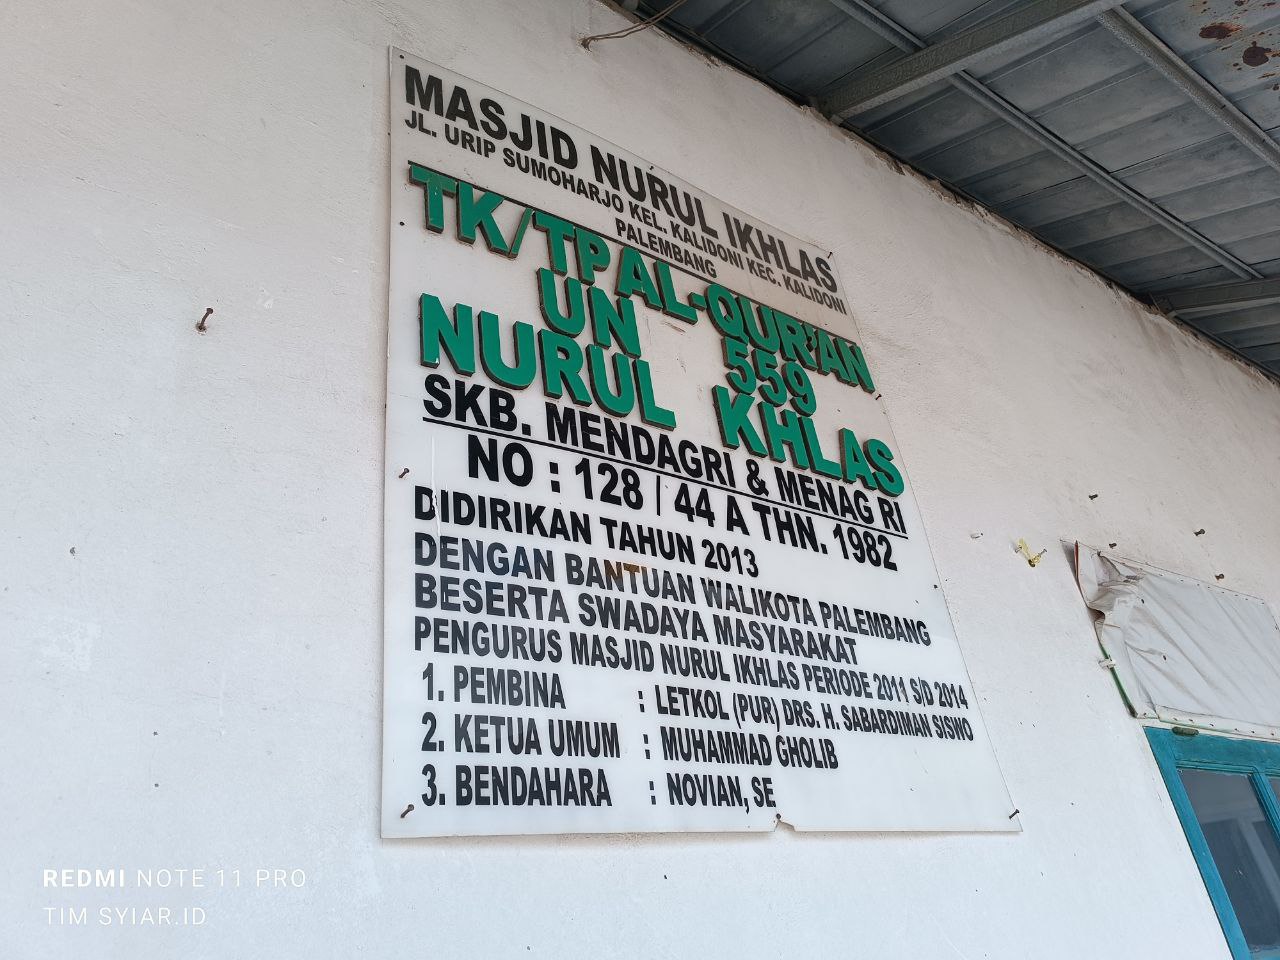 MASJID NURUL IKHLAS
JL. URIP SUMOHARJO KEL. KALIDONI KEC. KALIDONI
PALEMBANG
TK/TP AL-QUR'AN
UN 559
NURUL KHLAS
SKB. MENDAGRI & MENAG RI
NO : 128 / 44 A THN. 1982
DIDIRIKAN TAHUN 2013
DENGAN BANTUAN WALIKOTA PALEMBANG
BESERTA SWADAYA MASYARAKAT
PENGURUS MASJID NURUL IKHLAS PERIODE 2011 S/D 2014
1. PEMBINA : LETKOL (PUR) DRS. H. SABARDIMAN SISWO
2. KETUA UMUM : MUHAMMAD GHOLIB
3. BENDAHARA : NOVIAN, SE
REDMI NOTE 11 PRO
TIM SYIAR.ID